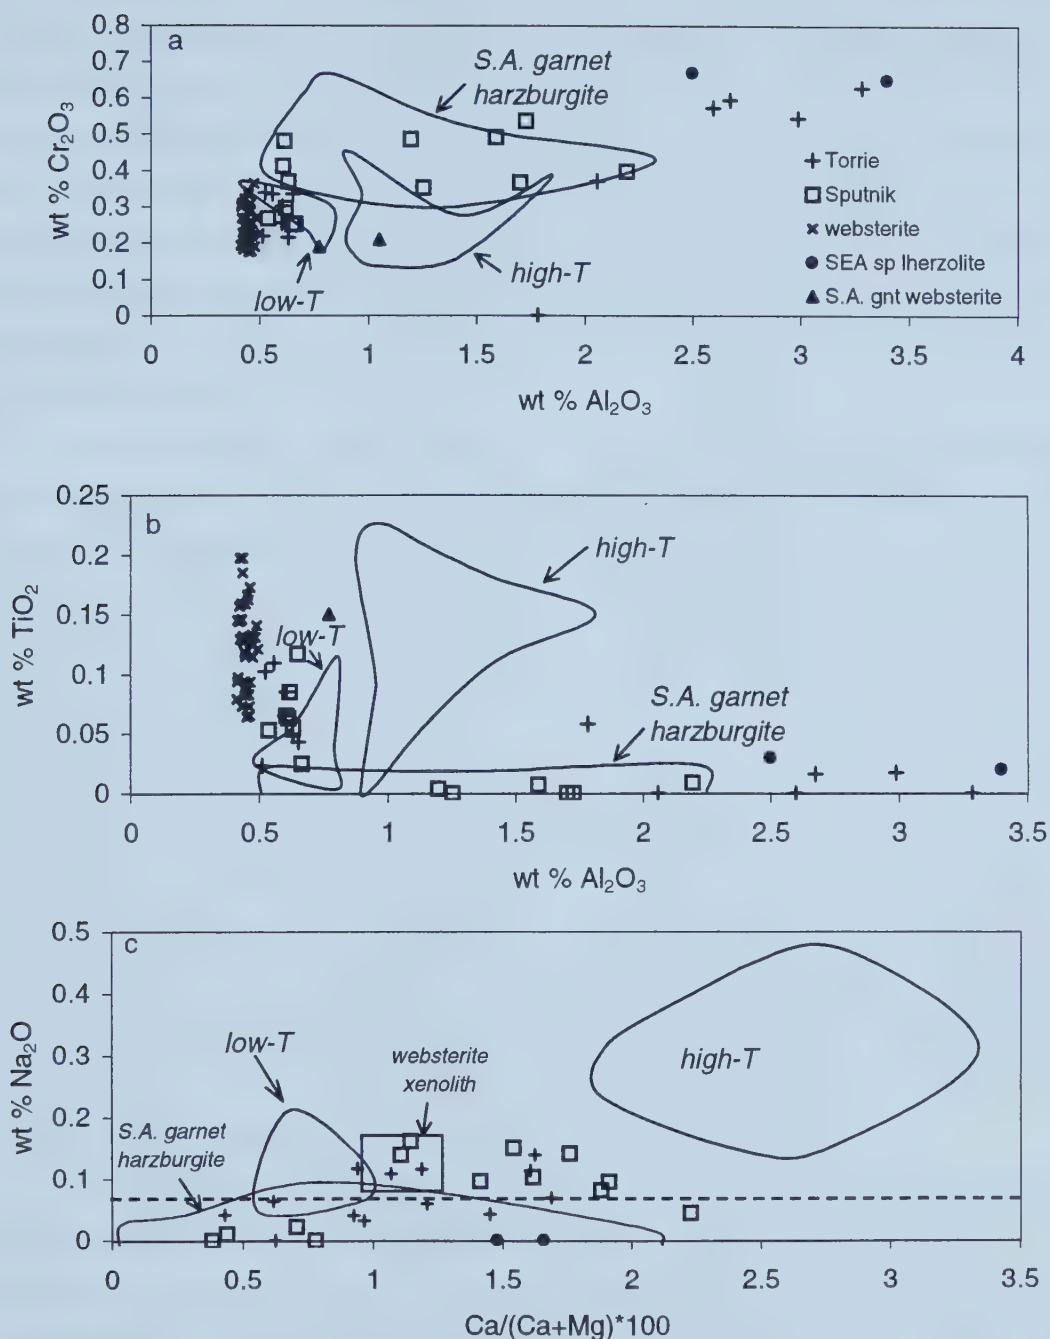 a
wt % Cr₂O₃
0.8
0.7
0.6
0.5
0.4
0.3
0.2
0.1
0
S.A. garnet
harzburgite
low-T
high-T
Torrie
Sputnik
websterite
SEA sp lherzolite
S.A. gnt websterite
0 0.5 1 1.5 2 2.5 3 3.5 4
wt % Al₂O₃
b
wt % TiO₂
0.25
0.2
0.15
0.1
0.05
0
high-T
low-T
S.A. garnet
harzburgite
0 0.5 1 1.5 2 2.5 3 3.5
wt % Al₂O₃
c
wt % Na₂O
0.5
0.4
0.3
0.2
0.1
0
low-T
websterite
xenolith
high-T
S.A. garnet
harzburgite
0 0.5 1 1.5 2 2.5 3 3.5
Ca/(Ca+Mg)*100